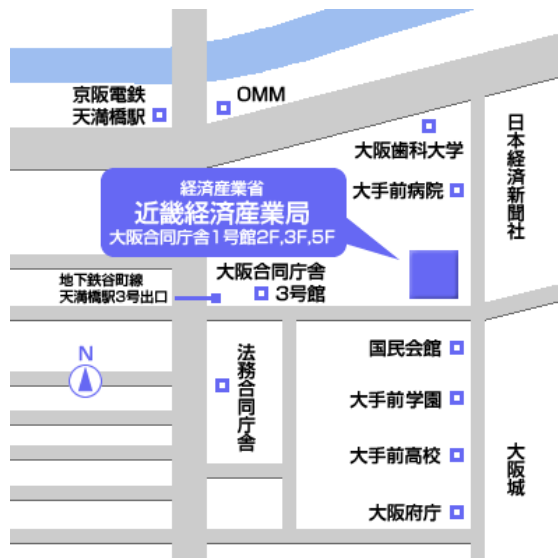 京阪電鉄
天満橋駅
OMM
大阪歯科大学
大手前病院
日本経済新聞社
経済産業省
近畿経済産業局
大阪合同庁舎1号館2F,3F,5F
地下鉄谷町線
天満橋駅3号出口
大阪合同庁舎
3号館
N
法務合同庁舎
国民会館
大手前学園
大手前高校
大阪府庁
大阪城